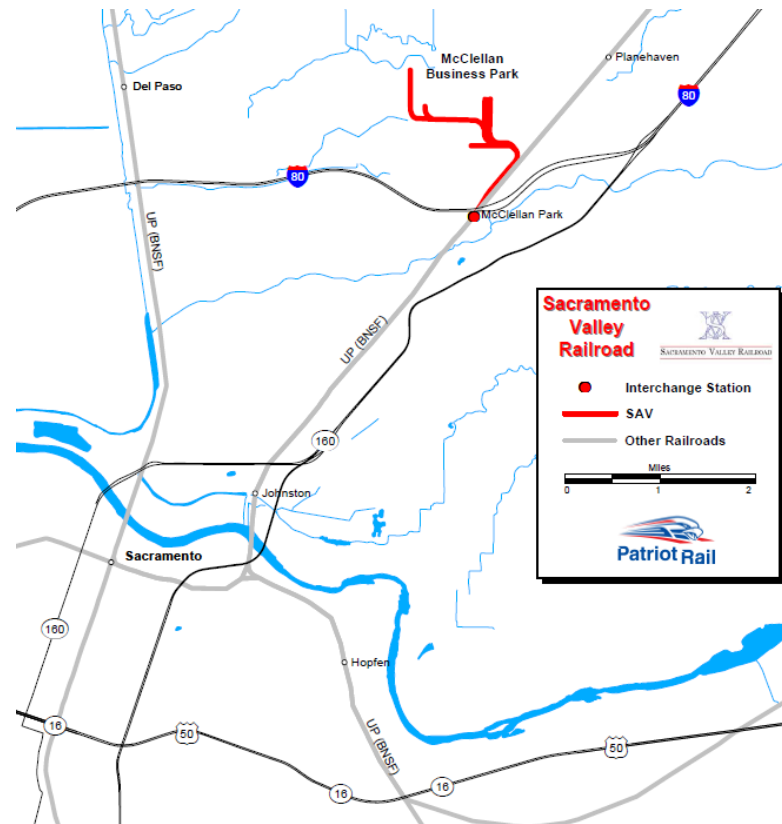 McClellan
Business Park
Planehaven
Del Paso
80
80
McClellan Park
UP (BNSF)
UP (BNSF)
Sacramento
Valley
Railroad
SACRAMENTO VALLEY RAILROAD
Interchange Station
SAV
Other Railroads
Miles
0 1 2
Patriot Rail
160
Johnston
Sacramento
160
Hopfen
16
50
UP (BNSF)
50
16
16